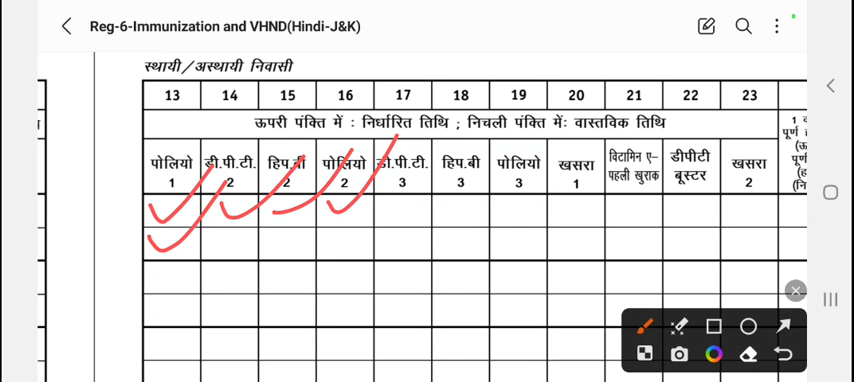 Reg-6-Immunization and VHND(Hindi-J&K)
स्थायी/अस्थायी निवासी
13 14 15 16 17 18 19 20 21 22 23
ऊपरी पंक्ति में : निर्धारित तिथि ; निचली पंक्ति में: वास्तविक तिथि
पोलियो 1
डी.पी.टी. 2
हिप.बी 2
पोलियो 2
डी.पी.टी. 3
हिप.बी 3
पोलियो 3
खसरा 1
विटामिन ए–
पहली खुराक
डीपीटी
बूस्टर
खसरा 2